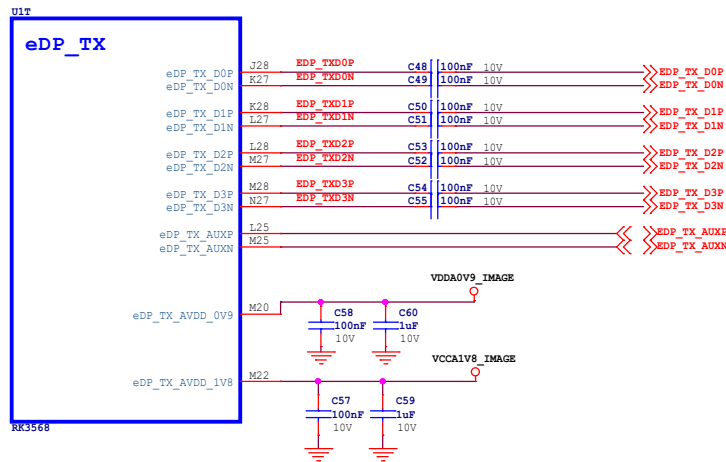 U1T
eDP_TX
eDP_TX_D0P J28 EDP_TXD0P C48 100nF 10V EDP_TX_D0P
eDP_TX_D0N K27 EDP_TXD0N C49 100nF 10V EDP_TX_D0N
eDP_TX_D1P K28 EDP_TXD1P C50 100nF 10V EDP_TX_D1P
eDP_TX_D1N L27 EDP_TXD1N C51 100nF 10V EDP_TX_D1N
eDP_TX_D2P L28 EDP_TXD2P C53 100nF 10V EDP_TX_D2P
eDP_TX_D2N M27 EDP_TXD2N C52 100nF 10V EDP_TX_D2N
eDP_TX_D3P M28 EDP_TXD3P C54 100nF 10V EDP_TX_D3P
eDP_TX_D3N N27 EDP_TXD3N C55 100nF 10V EDP_TX_D3N
eDP_TX_AUXP L25 EDP_TX_AUXP
eDP_TX_AUXN M25 EDP_TX_AUXN
VDDA0V9_IMAGE
eDP_TX_AVDD_0V9 M20
C58 C60
100nF 1uF
10V 10V
VCCA1V8_IMAGE
eDP_TX_AVDD_1V8 M22
C57 C59
100nF 1uF
10V 10V
RK3568